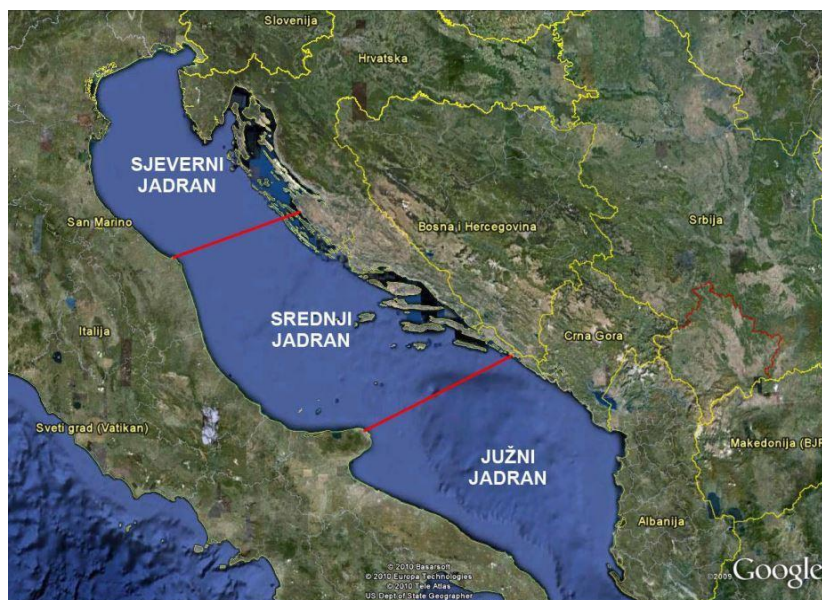 Slovenija
Hrvatska
SJEVERNI
JADRAN
San Marino
Bosna i Hercegovina
Srbija
SREDNJI
JADRAN
Italija
Crna Gora
Sveti grad (Vatikan)
Makedonija (BJR
JUŽNI
JADRAN
Albanija
© 2010 Basarsoft
© 2010 Europa Technologies
© 2010 Tele Atlas
US Dept of State Geographer
©2009 Google